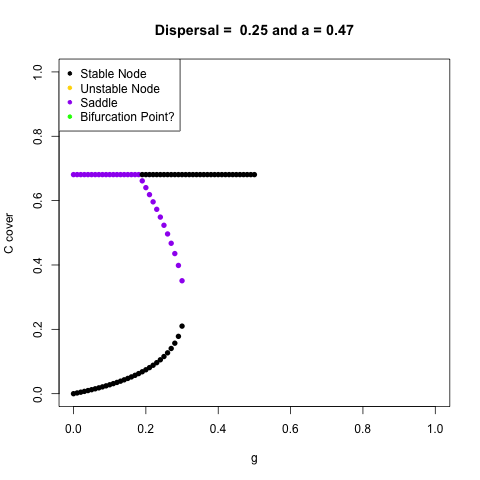 Dispersal =  0.25 and a = 0.47
Stable Node
Unstable Node
Saddle
Bifurcation Point?
C cover
1.0
0.8
0.6
0.4
0.2
0.0
0.0 0.2 0.4 0.6 0.8 1.0
g